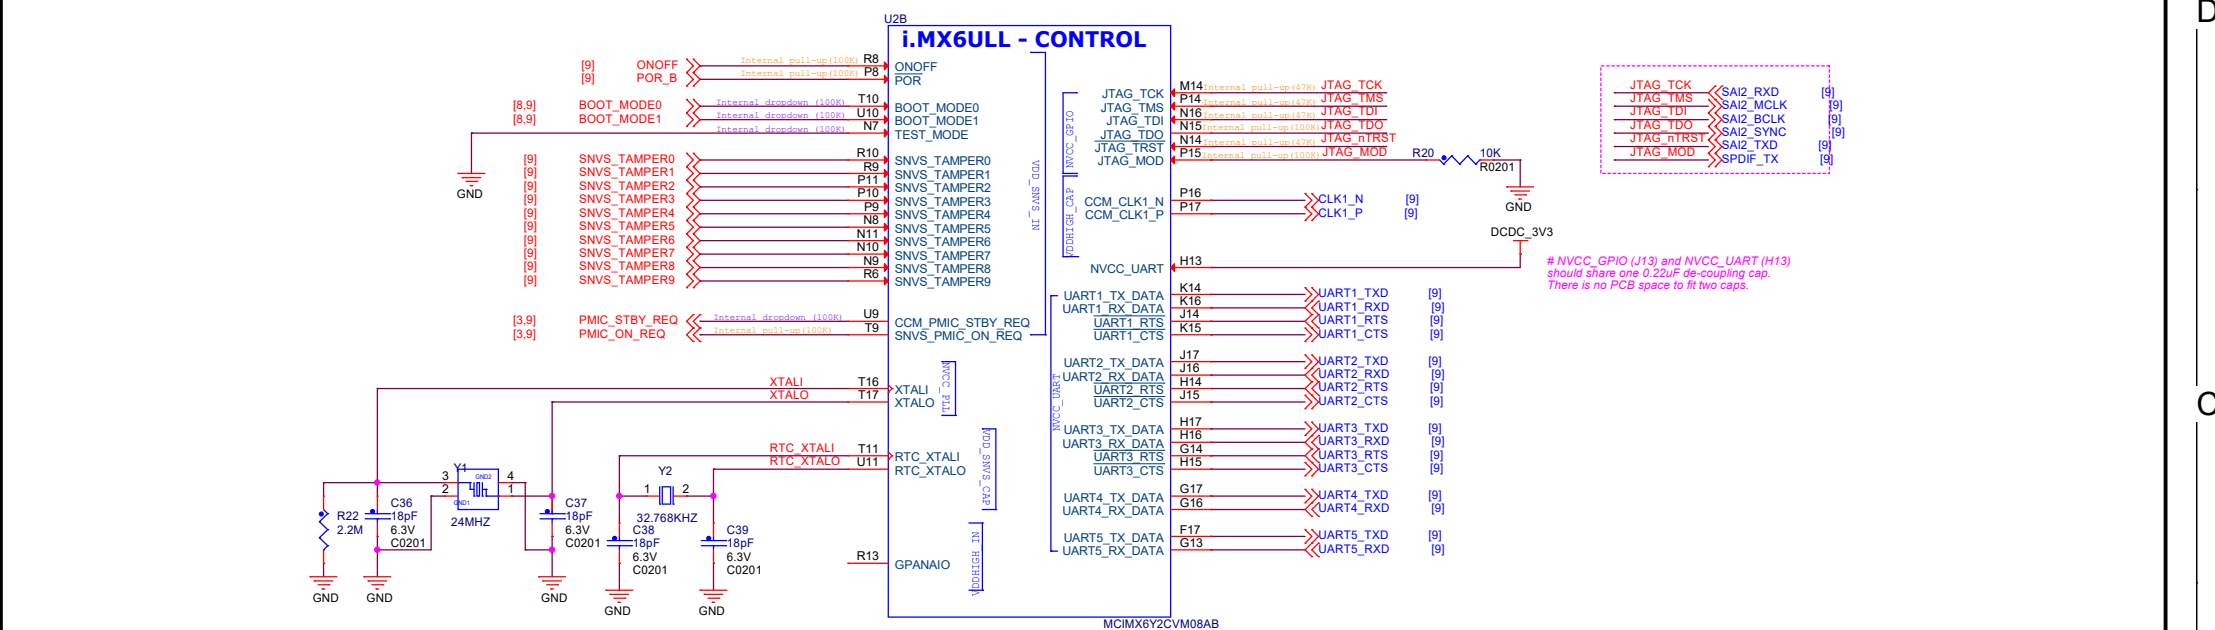 U2B
i.MX6ULL - CONTROL
[9] ONOFF Internal pull-up(100K) R8 ONOFF
[9] POR_B Internal pull-up(100K) P8 POR
[8,9] BOOT_MODE0 Internal dropdown (100K) T10 BOOT_MODE0
[8,9] BOOT_MODE1 Internal dropdown (100K) U10 BOOT_MODE1
Internal dropdown (100K) N7 TEST_MODE
GND
[9] SNVS_TAMPER0 R10 SNVS_TAMPER0
[9] SNVS_TAMPER1 R9 SNVS_TAMPER1
[9] SNVS_TAMPER2 P11 SNVS_TAMPER2
[9] SNVS_TAMPER3 P10 SNVS_TAMPER3
[9] SNVS_TAMPER4 P9 SNVS_TAMPER4
[9] SNVS_TAMPER5 N8 SNVS_TAMPER5
[9] SNVS_TAMPER6 N11 SNVS_TAMPER6
[9] SNVS_TAMPER7 N10 SNVS_TAMPER7
[9] SNVS_TAMPER8 N9 SNVS_TAMPER8
[9] SNVS_TAMPER9 R6 SNVS_TAMPER9
[3,9] PMIC_STBY_REQ Internal dropdown (100K) U9 CCM_PMIC_STBY_REQ
[3,9] PMIC_ON_REQ Internal pull-up(100K) T9 SNVS_PMIC_ON_REQ
VDD_SNVS_IN
XTALI T16 XTALI
XTALO T17 XTALO
NVCC_PLL
RTC_XTALI T11 RTC_XTALI
RTC_XTALO U11 RTC_XTALO
VDD_SNVS_CAP
R13 GPANAIO
VDDHIGH_IN
R22
2.2M
GND
C36
18pF
6.3V
C0201
GND
Y1
3 GND2 4
2 1
GND1
24MHZ
C37
18pF
6.3V
C0201
GND
Y2
1 2
32.768KHZ
C38
18pF
6.3V
C0201
GND
C39
18pF
6.3V
C0201
GND
NVCC_GPIO
JTAG_TCK M14 Internal pull-up(47K) JTAG_TCK
JTAG_TMS P14 Internal pull-up(47K) JTAG_TMS
JTAG_TDI N16 Internal pull-up(47K) JTAG_TDI
JTAG_TDO N15 Internal pull-up(100K) JTAG_TDO
JTAG_TRST N14 Internal pull-up(47K) JTAG_nTRST
JTAG_MOD P15 Internal pull-up(100K) JTAG_MOD
R20 10K
R0201
GND
VDDHIGH_CAP
CCM_CLK1_N P16 CLK1_N [9]
CCM_CLK1_P P17 CLK1_P [9]
DCDC_3V3
NVCC_UART H13
NVCC_UART
UART1_TX_DATA K14 UART1_TXD [9]
UART1_RX_DATA K16 UART1_RXD [9]
UART1_RTS J14 UART1_RTS [9]
UART1_CTS K15 UART1_CTS [9]
UART2_TX_DATA J17 UART2_TXD [9]
UART2_RX_DATA J16 UART2_RXD [9]
UART2_RTS H14 UART2_RTS [9]
UART2_CTS J15 UART2_CTS [9]
UART3_TX_DATA H17 UART3_TXD [9]
UART3_RX_DATA H16 UART3_RXD [9]
UART3_RTS G14 UART3_RTS [9]
UART3_CTS H15 UART3_CTS [9]
UART4_TX_DATA G17 UART4_TXD [9]
UART4_RX_DATA G16 UART4_RXD [9]
UART5_TX_DATA F17 UART5_TXD [9]
UART5_RX_DATA G13 UART5_RXD [9]
MCIMX6Y2CVM08AB
JTAG_TCK SAI2_RXD [9]
JTAG_TMS SAI2_MCLK [9]
JTAG_TDI SAI2_BCLK [9]
JTAG_TDO SAI2_SYNC [9]
JTAG_nTRST SAI2_TXD [9]
JTAG_MOD SPDIF_TX [9]
# NVCC_GPIO (J13) and NVCC_UART (H13)
should share one 0.22uF de-coupling cap.
There is no PCB space to fit two caps.
D
C